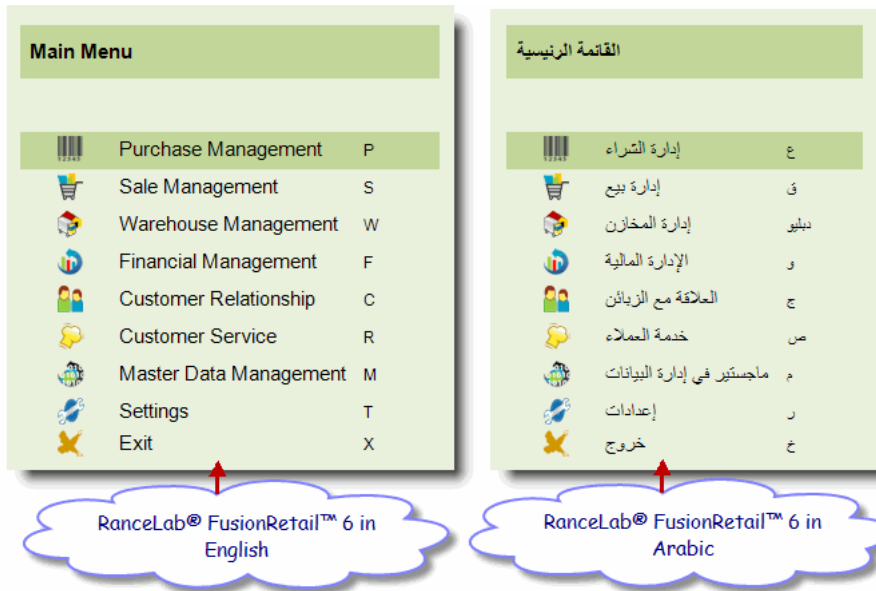 Main Menu
Purchase Management P
Sale Management S
Warehouse Management W
Financial Management F
Customer Relationship C
Customer Service R
Master Data Management M
Settings T
Exit X
RanceLab® FusionRetail™ 6 in
English
القائمة الرئيسية
إدارة الشراء ع
إدارة بيع ق
إدارة المخازن دبليو
الإدارة المالية و
العلاقة مع الزبائن ج
خدمة العملاء ص
ماجستير في إدارة البيانات م
إعدادات ر
خروج خ
RanceLab® FusionRetail™ 6 in
Arabic